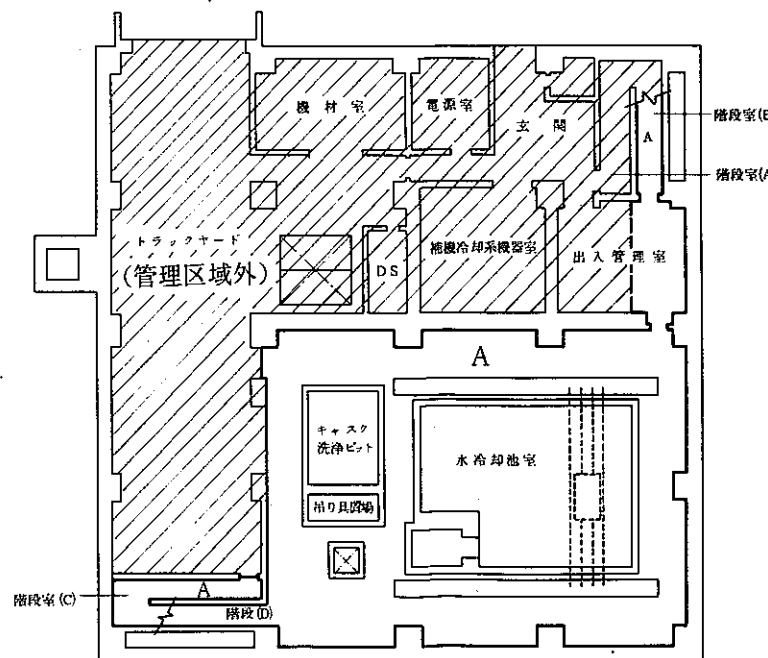 機材室
電源室
玄関
A
階段室(B
階段室(A
トラックヤード
(管理区域外)
DS
補機冷却系機器室
出入管理室
A
キャスク
洗浄ピット
水冷却池室
吊り具置場
A
階段室(C)
階段(D)